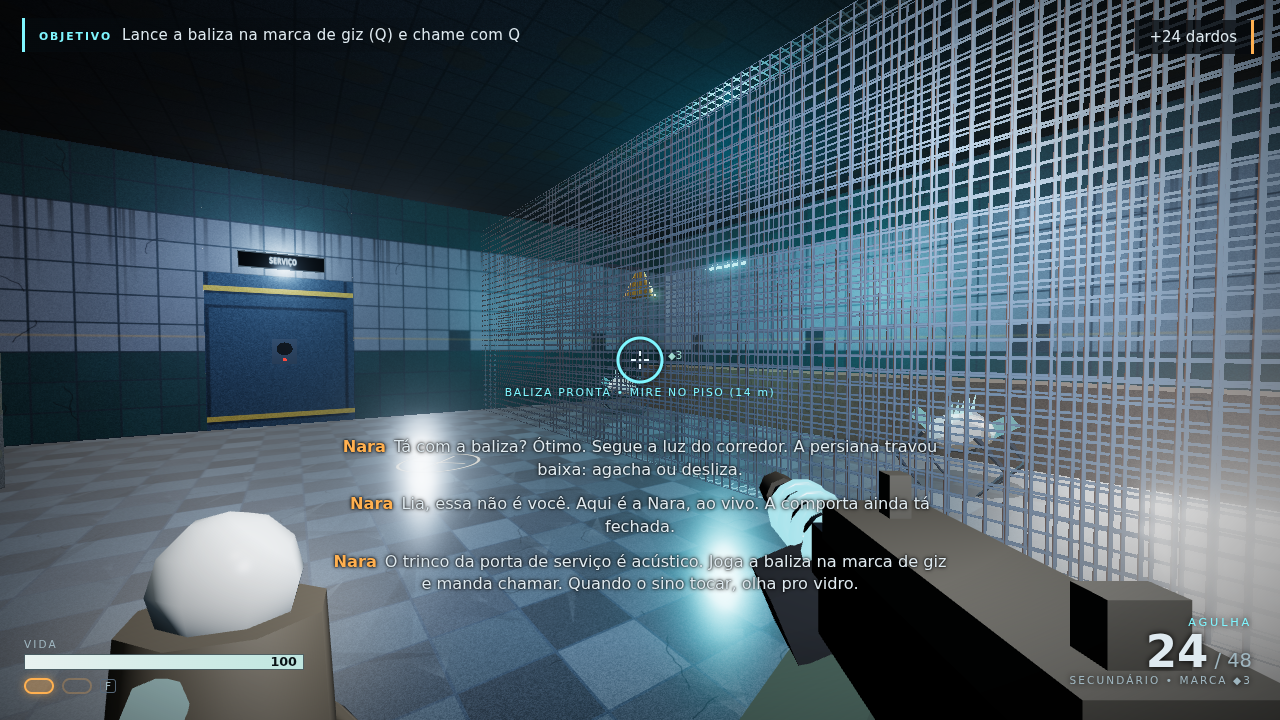 OBJETIVO Lance a baliza na marca de giz (Q) e chame com Q
+24 dardos
SERVIÇO
◆3
BALIZA PRONTA • MIRE NO PISO (14 m)
Nara Tá com a baliza? Ótimo. Segue a luz do corredor. A persiana travou
baixa: agacha ou desliza.
Nara Lia, essa não é você. Aqui é a Nara, ao vivo. A comporta ainda tá
fechada.
Nara O trinco da porta de serviço é acústico. Joga a baliza na marca de giz
e manda chamar. Quando o sino tocar, olha pro vidro.
VIDA
100
F
AGULHA
24 / 48
SECUNDÁRIO • MARCA ◆3